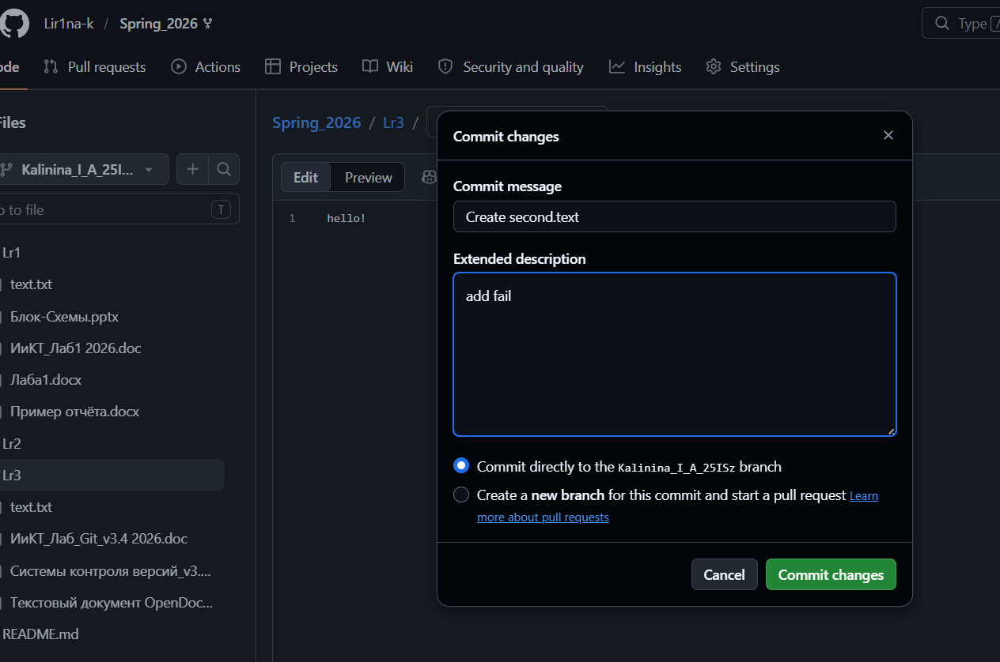 Lir1na-k / Spring_2026
Type /
ode Pull requests Actions Projects Wiki Security and quality Insights Settings
Files
Kalinina_I_A_25I...
o to file T
Lr1
text.txt
Блок-Схемы.pptx
ИиКТ_Лаб1 2026.doc
Лаба1.docx
Пример отчёта.docx
Lr2
Lr3
text.txt
ИиКТ_Лаб_Git_v3.4 2026.doc
Системы контроля версий_v3....
Текстовый документ OpenDoc...
README.md
Spring_2026 / Lr3 /
Edit Preview
1 hello!
Commit changes
Commit message
Create second.text
Extended description
add fail
Commit directly to the Kalinina_I_A_25ISz branch
Create a new branch for this commit and start a pull request Learn
more about pull requests
Cancel Commit changes